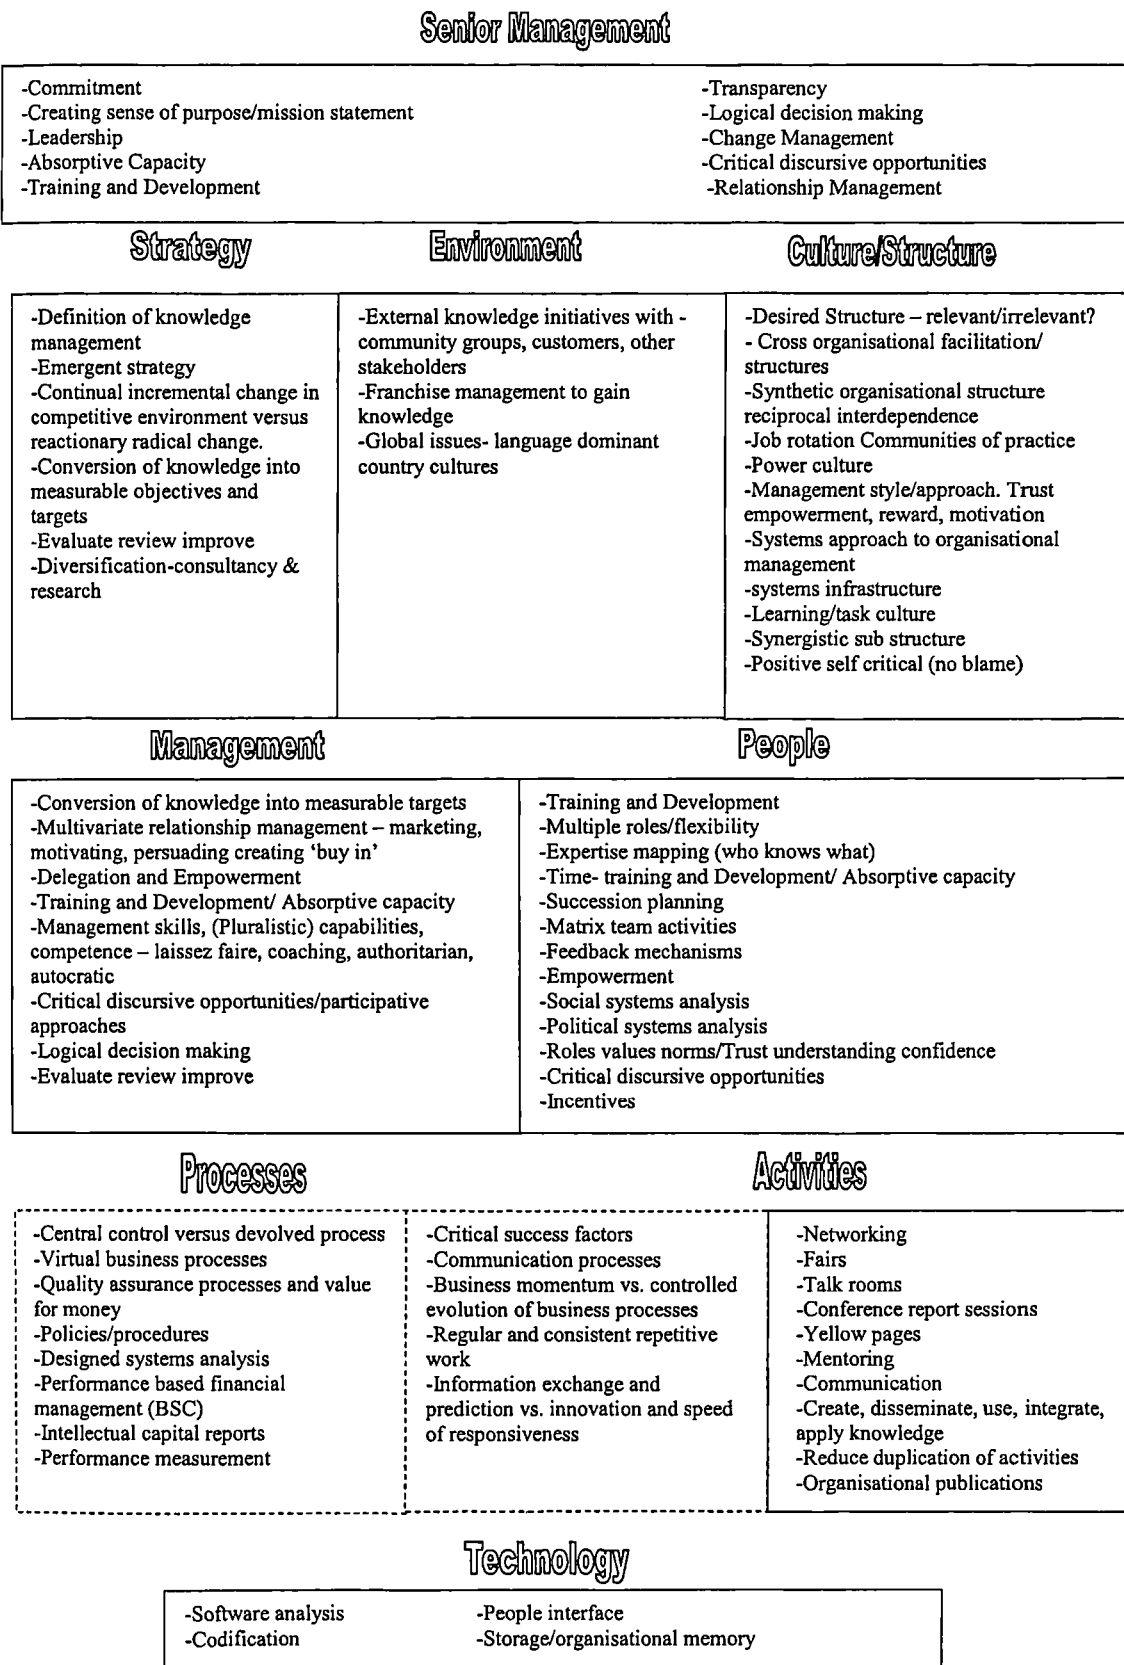 Senior Management
-Commitment
-Creating sense of purpose/mission statement
-Leadership
-Absorptive Capacity
-Training and Development
-Transparency
-Logical decision making
-Change Management
-Critical discursive opportunities
-Relationship Management
Strategy
-Definition of knowledge
management
-Emergent strategy
-Continual incremental change in
competitive environment versus
reactionary radical change.
-Conversion of knowledge into
measurable objectives and
targets
-Evaluate review improve
-Diversification-consultancy &
research
Environment
-External knowledge initiatives with -
community groups, customers, other
stakeholders
-Franchise management to gain
knowledge
-Global issues- language dominant
country cultures
Culture/Structure
-Desired Structure – relevant/irrelevant?
- Cross organisational facilitation/
structures
-Synthetic organisational structure
reciprocal interdependence
-Job rotation Communities of practice
-Power culture
-Management style/approach. Trust
empowerment, reward, motivation
-Systems approach to organisational
management
-systems infrastructure
-Learning/task culture
-Synergistic sub structure
-Positive self critical (no blame)
Management
-Conversion of knowledge into measurable targets
-Multivariate relationship management – marketing,
motivating, persuading creating ‘buy in’
-Delegation and Empowerment
-Training and Development/ Absorptive capacity
-Management skills, (Pluralistic) capabilities,
competence – laissez faire, coaching, authoritarian,
autocratic
-Critical discursive opportunities/participative
approaches
-Logical decision making
-Evaluate review improve
People
-Training and Development
-Multiple roles/flexibility
-Expertise mapping (who knows what)
-Time- training and Development/ Absorptive capacity
-Succession planning
-Matrix team activities
-Feedback mechanisms
-Empowerment
-Social systems analysis
-Political systems analysis
-Roles values norms/Trust understanding confidence
-Critical discursive opportunities
-Incentives
Processes
-Central control versus devolved process
-Virtual business processes
-Quality assurance processes and value
for money
-Policies/procedures
-Designed systems analysis
-Performance based financial
management (BSC)
-Intellectual capital reports
-Performance measurement
-Critical success factors
-Communication processes
-Business momentum vs. controlled
evolution of business processes
-Regular and consistent repetitive
work
-Information exchange and
prediction vs. innovation and speed
of responsiveness
Activities
-Networking
-Fairs
-Talk rooms
-Conference report sessions
-Yellow pages
-Mentoring
-Communication
-Create, disseminate, use, integrate,
apply knowledge
-Reduce duplication of activities
-Organisational publications
Technology
-Software analysis
-Codification
-People interface
-Storage/organisational memory